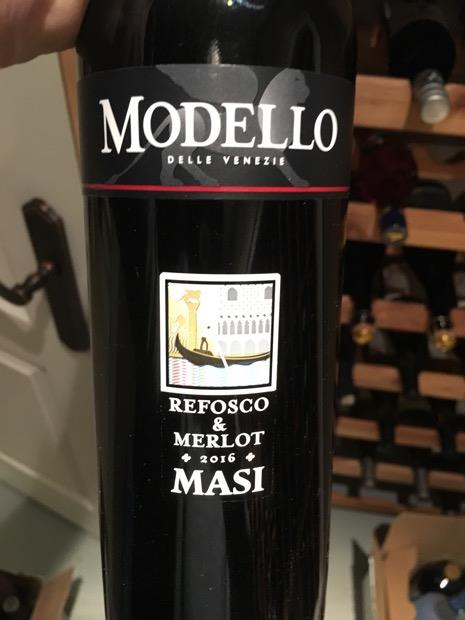 MODELLO
DELLE VENEZIE
REFOSCO
&
MERLOT
2016
MASI